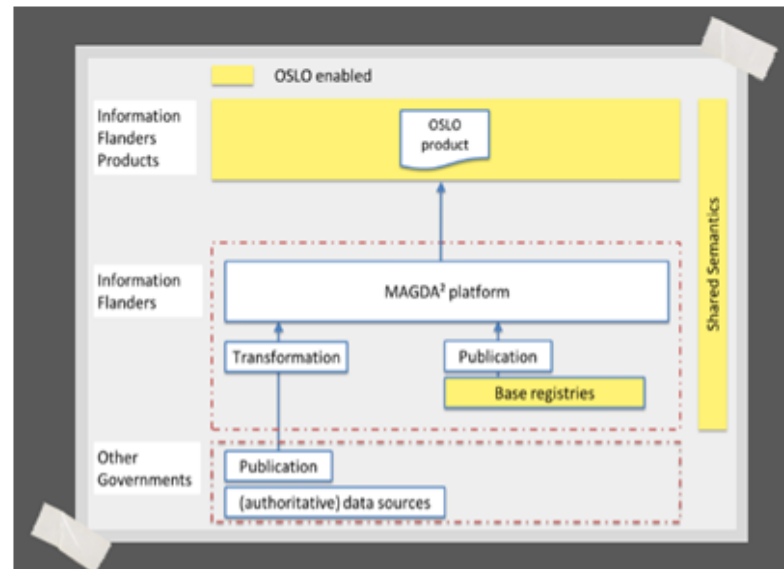 OSLO enabled
Information
Flanders
Products
OSLO
product
Shared Semantics
Information
Flanders
MAGDA² platform
Transformation
Publication
Base registries
Other
Governments
Publication
(authoritative) data sources